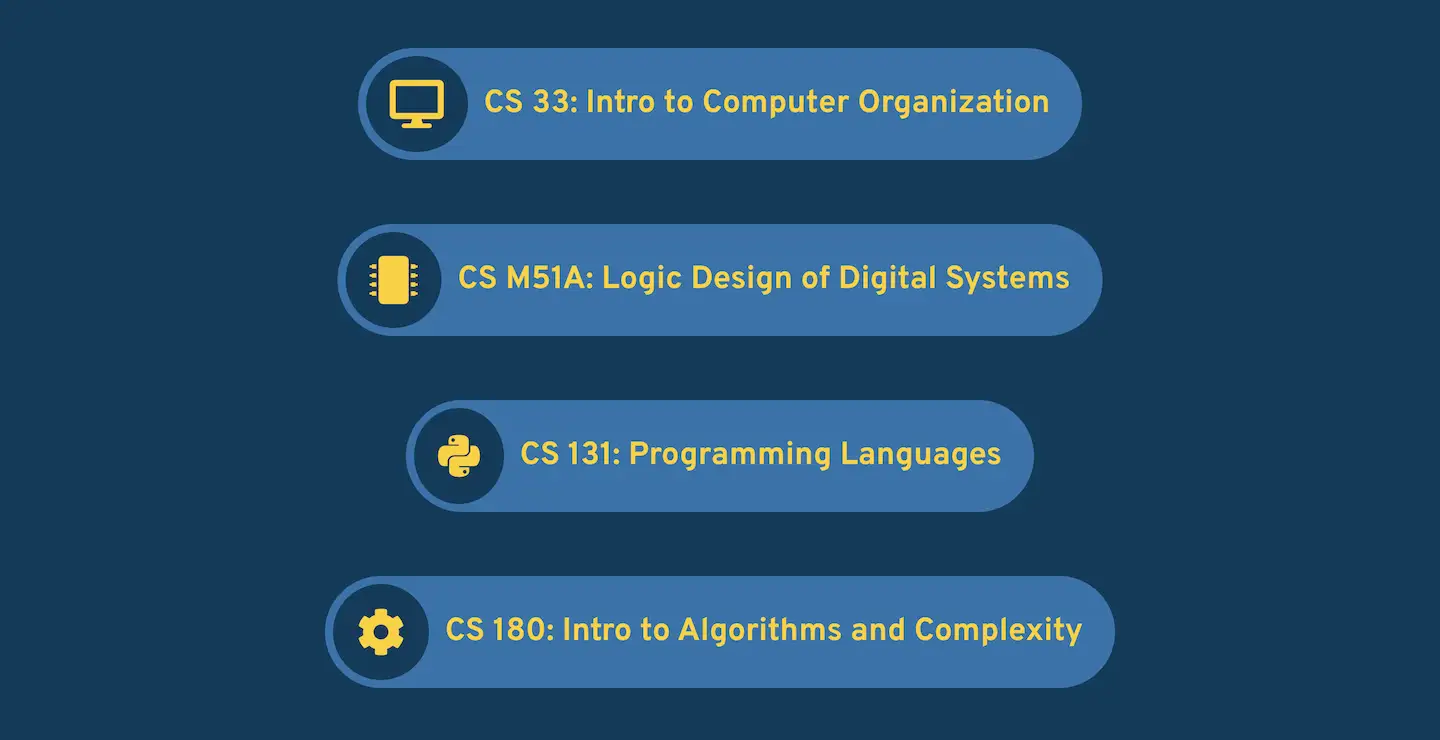 CS 33: Intro to Computer Organization
CS M51A: Logic Design of Digital Systems
CS 131: Programming Languages
CS 180: Intro to Algorithms and Complexity